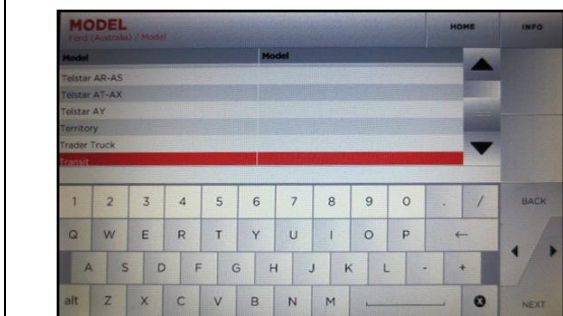 MODEL
HOME
INFO
Ford (Australia) / Model
Model Model
Telstar AR-AS
Telstar AT-AX
Telstar AY
Territory
Trader Truck
Transit
1 2 3 4 5 6 7 8 9 0 . /
BACK
Q W E R T Y U I O P ←
A S D F G H J K L - +
alt Z X C V B N M
NEXT